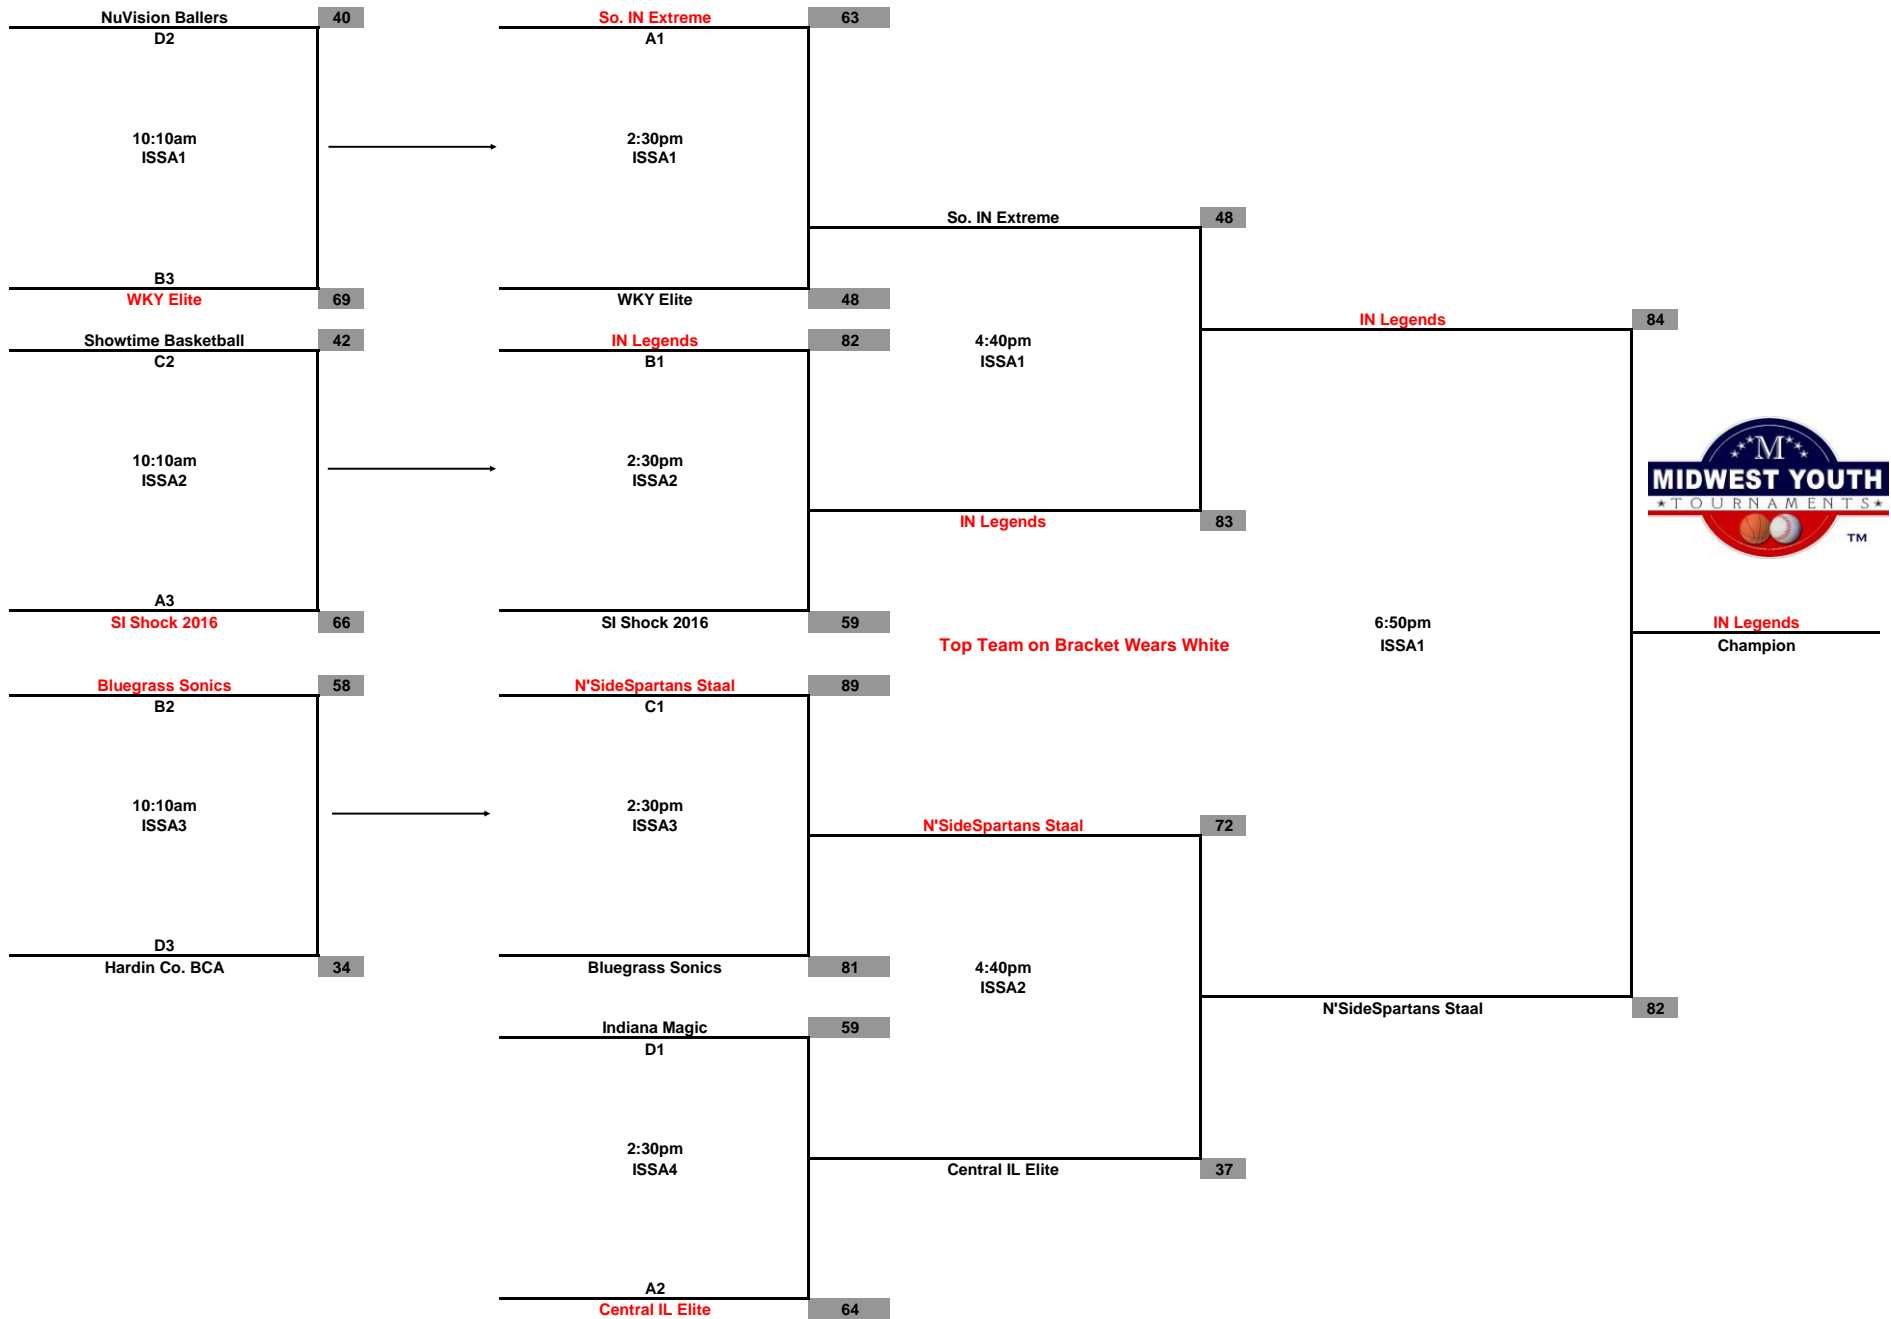 NuVision Ballers 40
D2
10:10am
ISSA1
B3
WKY Elite 69
Showtime Basketball 42
C2
10:10am
ISSA2
A3
SI Shock 2016 66
Bluegrass Sonics 58
B2
10:10am
ISSA3
D3
Hardin Co. BCA 34
So. IN Extreme 63
A1
2:30pm
ISSA1
WKY Elite 48
IN Legends 82
B1
2:30pm
ISSA2
SI Shock 2016 59
N'SideSpartans Staal 89
C1
2:30pm
ISSA3
Bluegrass Sonics 81
Indiana Magic 59
D1
2:30pm
ISSA4
A2
Central IL Elite 64
So. IN Extreme 48
4:40pm
ISSA1
IN Legends 83
Top Team on Bracket Wears White
N'SideSpartans Staal 72
4:40pm
ISSA2
Central IL Elite 37
IN Legends 84
6:50pm
ISSA1
N'SideSpartans Staal 82
M
MIDWEST YOUTH
TOURNAMENTS
TM
IN Legends
Champion